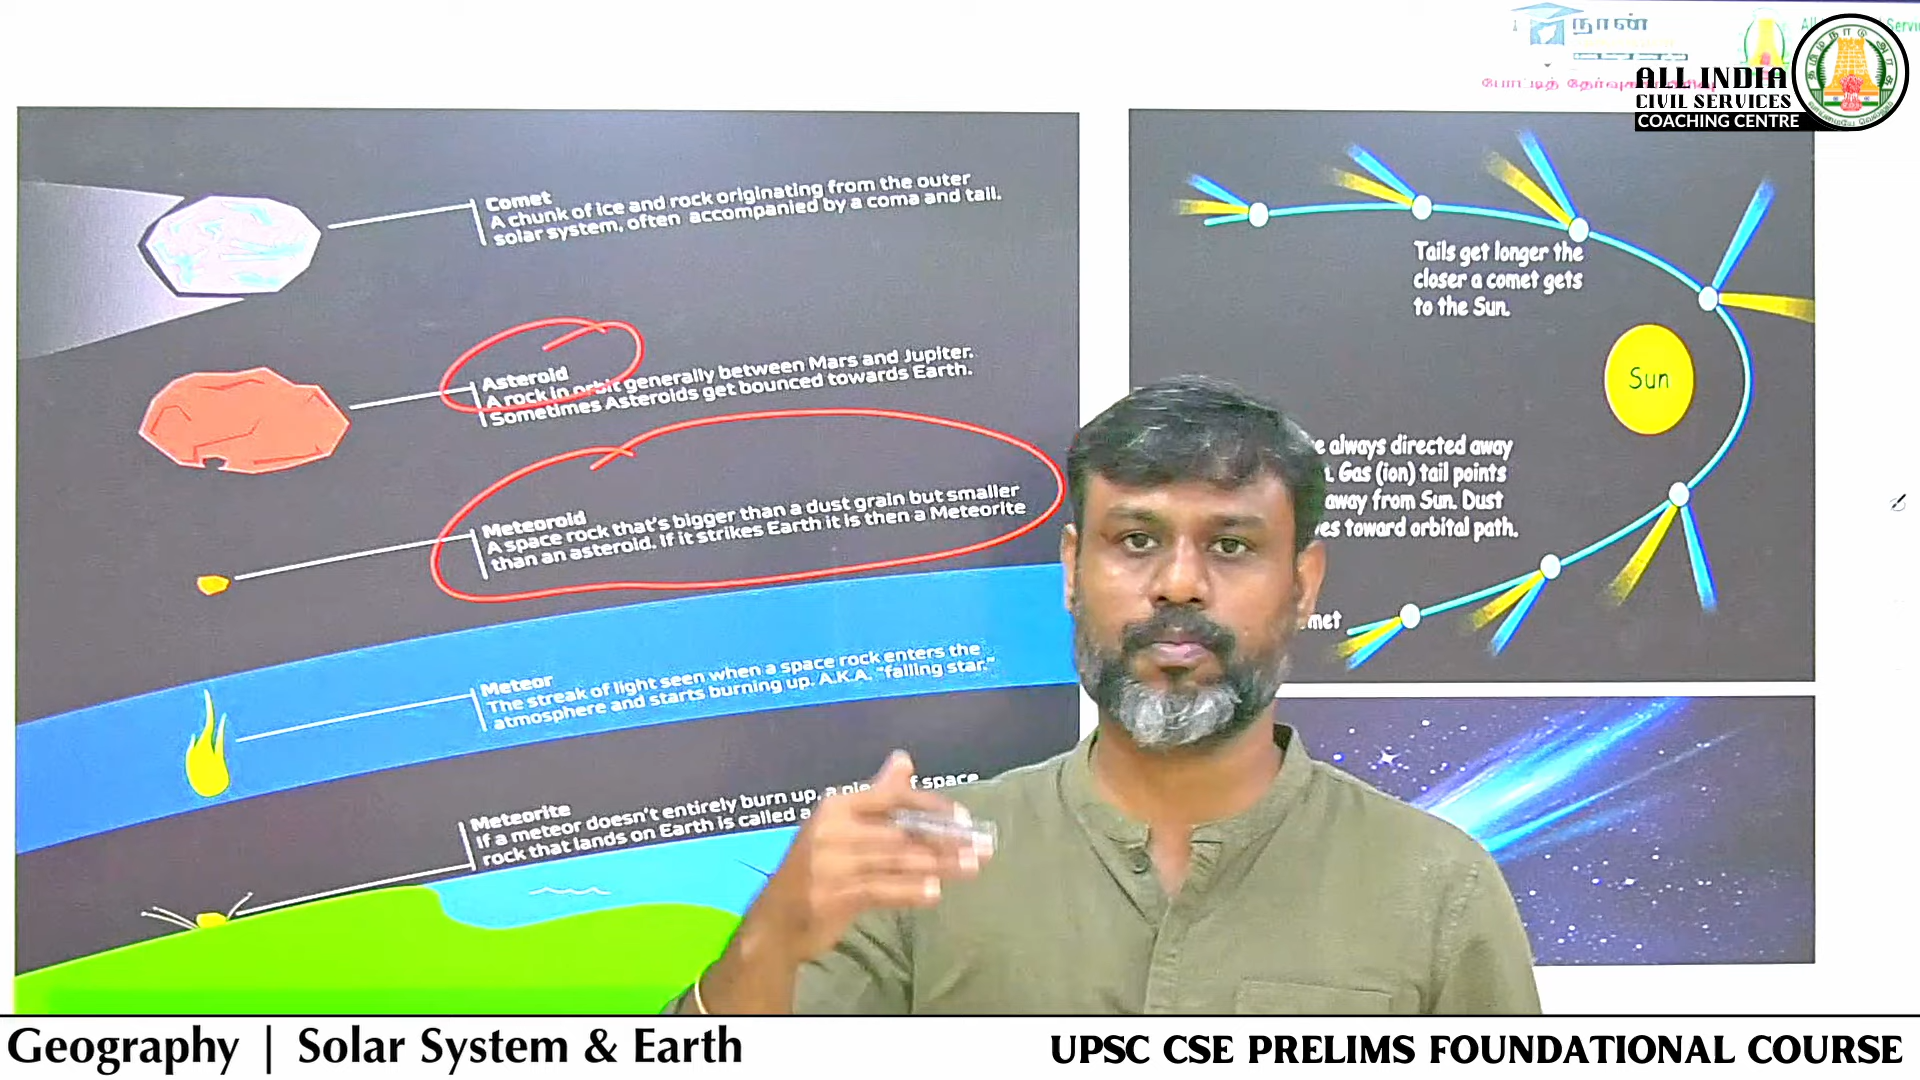 நான்
ALL INDIA
CIVIL SERVICES
COACHING CENTRE
Comet
A chunk of ice and rock originating from the outer
solar system, often accompanied by a coma and tail.
Asteroid
A rock in orbit generally between Mars and Jupiter.
Sometimes Asteroids get bounced towards Earth.
Meteoroid
A space rock that's bigger than a dust grain but smaller
than an asteroid. If it strikes Earth it is then a Meteorite
Meteor
The streak of light seen when a space rock enters the
atmosphere and starts burning up. A.K.A. "falling star."
Meteorite
If a meteor doesn't entirely burn up, a space
rock that lands on Earth is called a
Tails get longer the
closer a comet gets
to the Sun.
Sun
always directed away
Gas (ion) tail points
away from Sun. Dust
toward orbital path.
Geography | Solar System & Earth
UPSC CSE PRELIMS FOUNDATIONAL COURSE